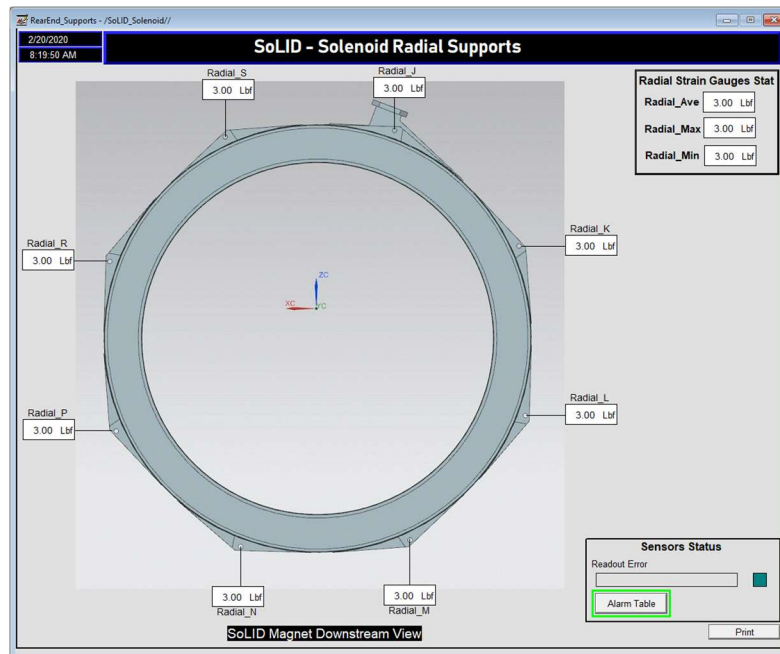 RearEnd_Supports - /SoLID_Solenoid//
2/20/2020
8:19:50 AM
SoLID - Solenoid Radial Supports
Radial_S
3.00 Lbf
Radial_J
3.00 Lbf
Radial Strain Gauges Stat
Radial_Ave 3.00 Lbf
Radial_Max 3.00 Lbf
Radial_Min 3.00 Lbf
Radial_R
3.00 Lbf
Radial_K
3.00 Lbf
ZC
XC
YC
Radial_P
3.00 Lbf
Radial_L
3.00 Lbf
3.00 Lbf
Radial_N
3.00 Lbf
Radial_M
Sensors Status
Readout Error
Alarm Table
SoLID Magnet Downstream View
Print